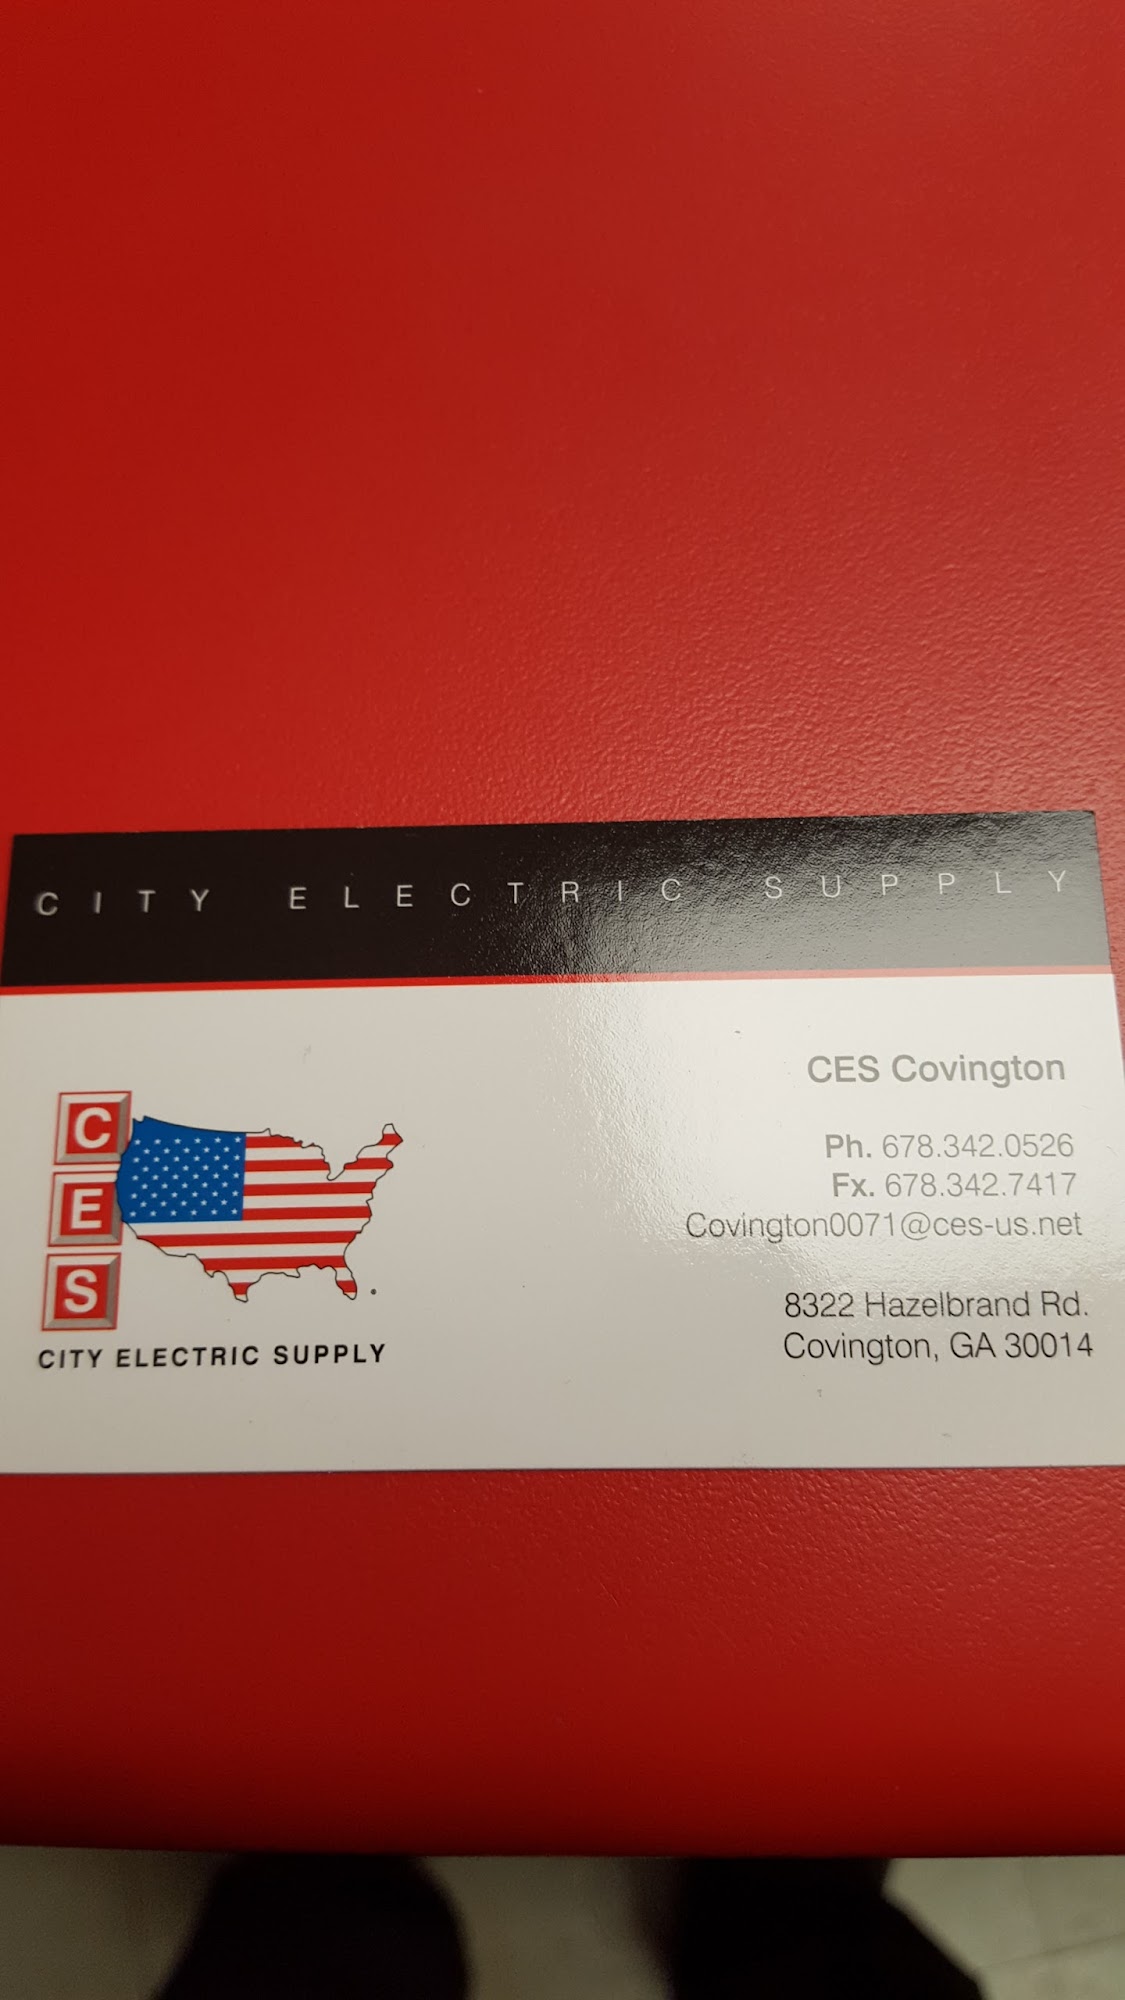 CITY ELECTRIC SUPPLY
CES Covington
Ph. 678.342.0526
Fx. 678.342.7417
Covington0071@ces-us.net
8322 Hazelbrand Rd.
Covington, GA 30014
C
E
S
CITY ELECTRIC SUPPLY